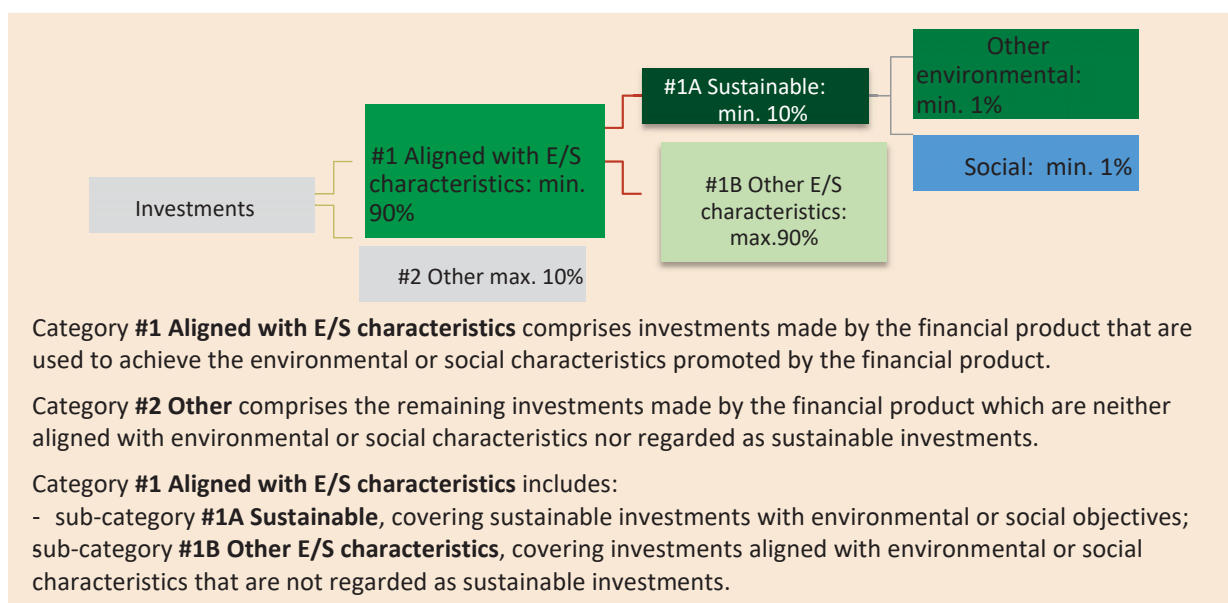 Other
environmental:
min. 1%
#1A Sustainable:
min. 10%
#1 Aligned with E/S
characteristics: min.
90%
Social: min. 1%
#1B Other E/S
characteristics:
max.90%
Investments
#2 Other max. 10%
Category #1 Aligned with E/S characteristics comprises investments made by the financial product that are
used to achieve the environmental or social characteristics promoted by the financial product.
Category #2 Other comprises the remaining investments made by the financial product which are neither
aligned with environmental or social characteristics nor regarded as sustainable investments.
Category #1 Aligned with E/S characteristics includes:
- sub-category #1A Sustainable, covering sustainable investments with environmental or social objectives;
sub-category #1B Other E/S characteristics, covering investments aligned with environmental or social
characteristics that are not regarded as sustainable investments.